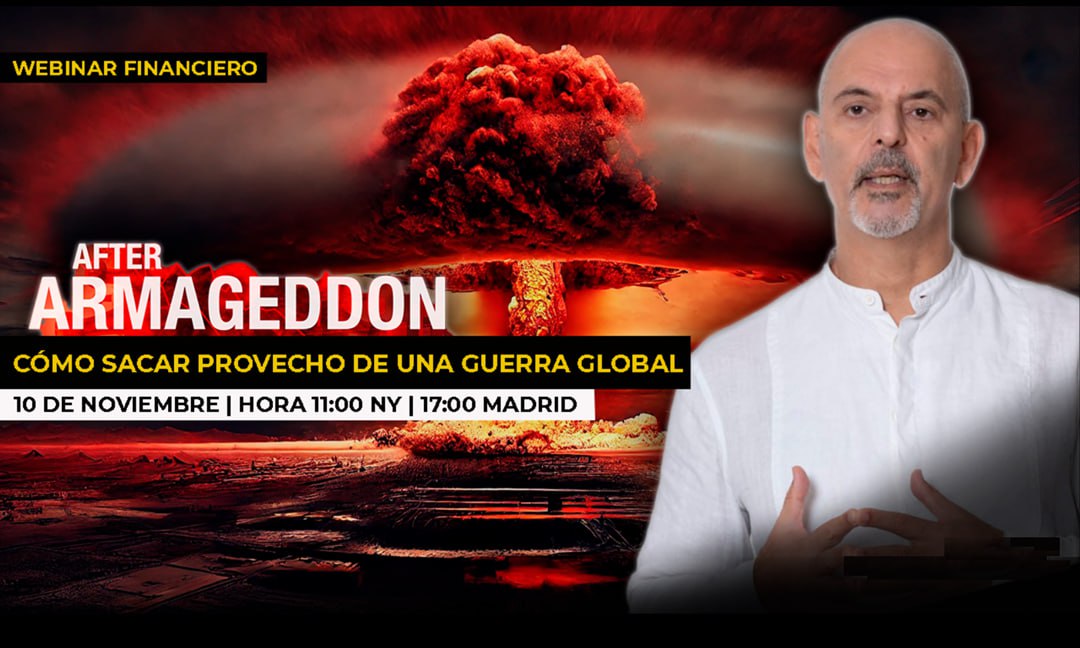 WEBINAR FINANCIERO
AFTER
ARMAGEDDON
CÓMO SACAR PROVECHO DE UNA GUERRA GLOBAL
10 DE NOVIEMBRE | HORA 11:00 NY | 17:00 MADRID